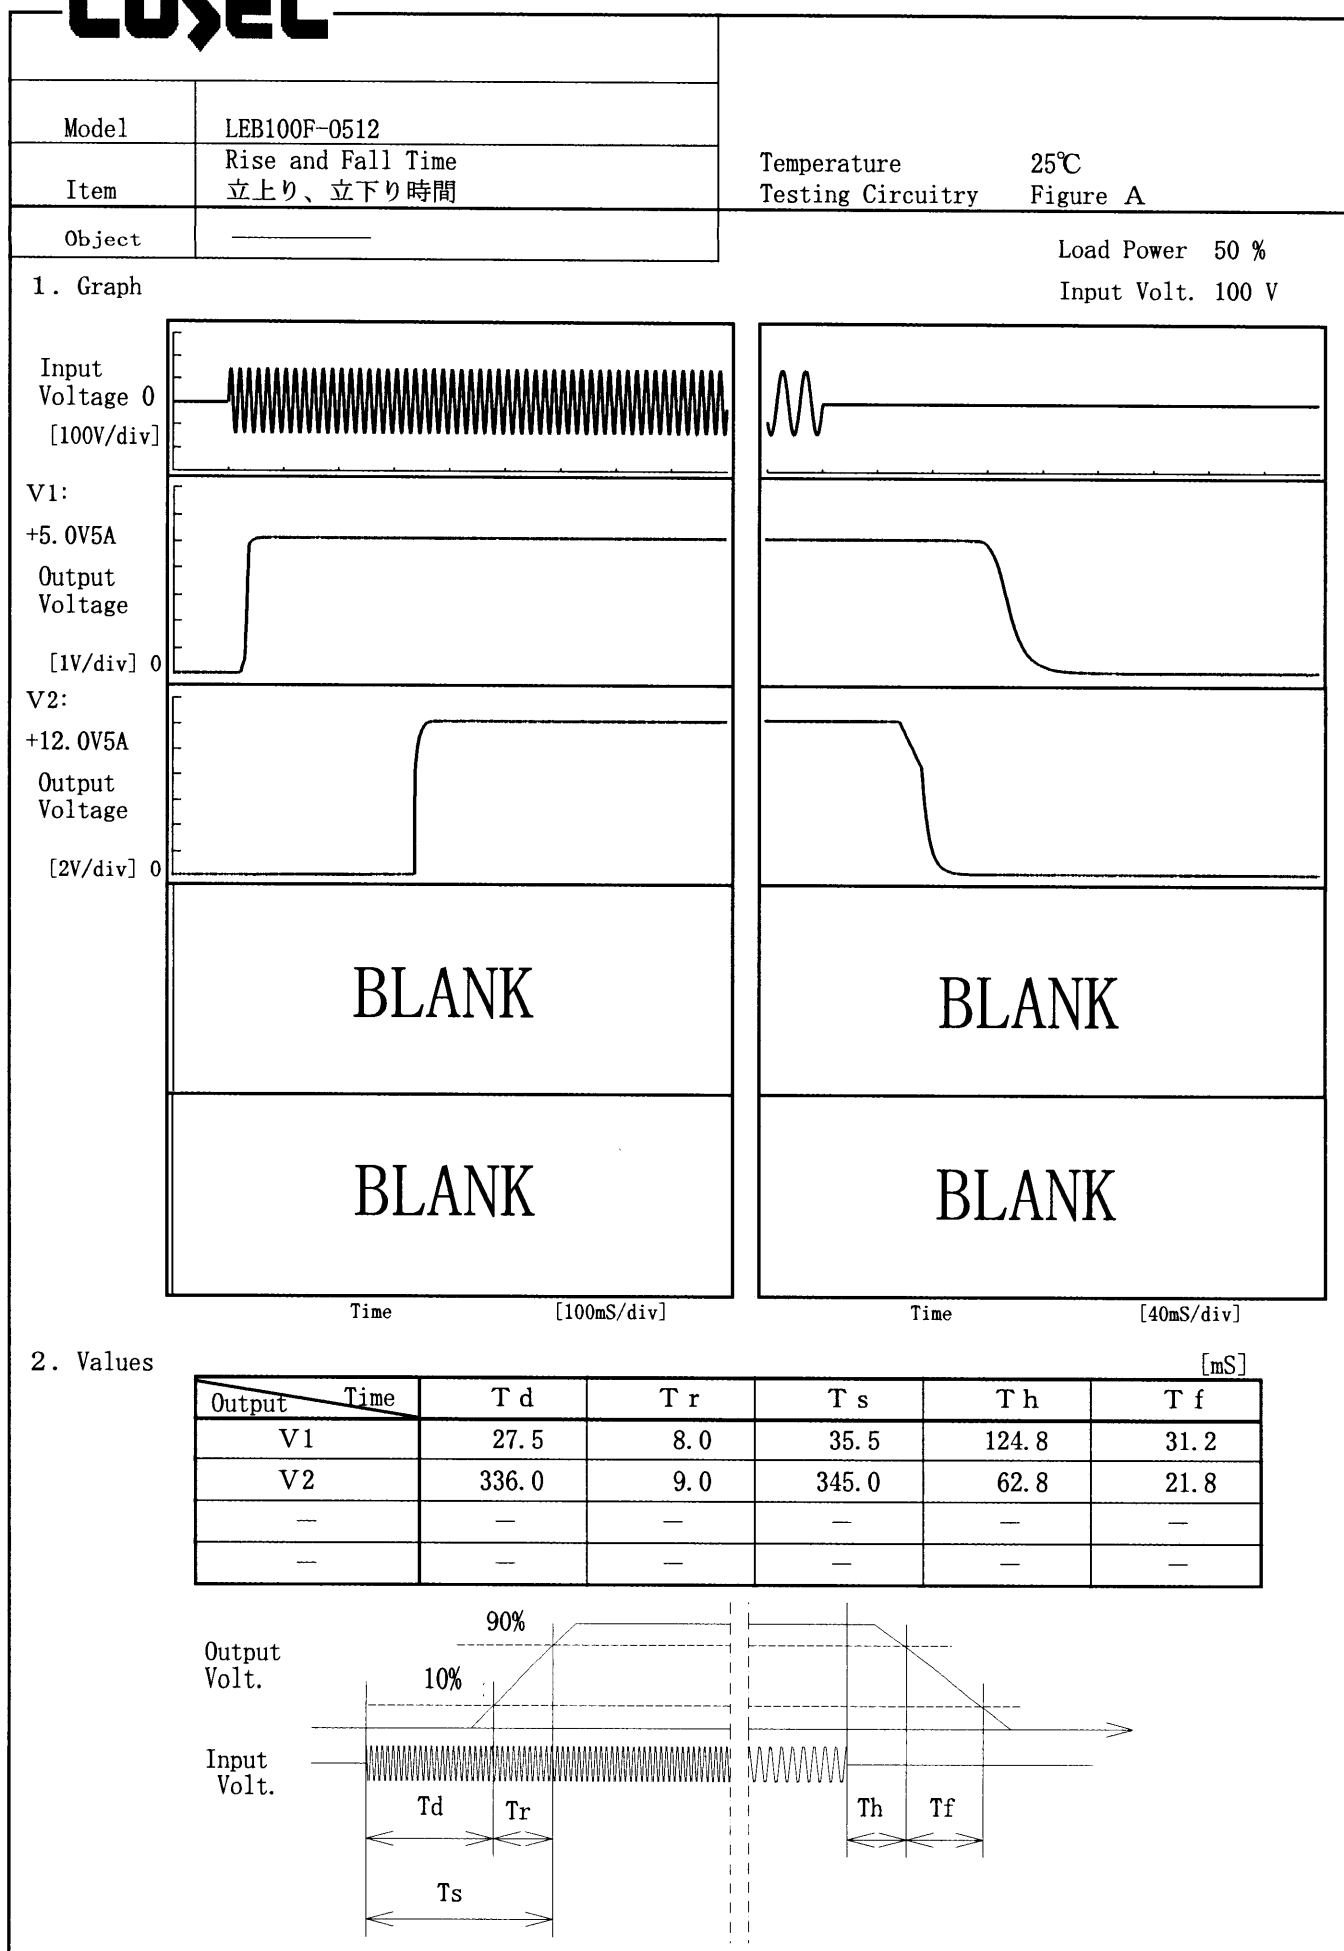 COSEL
Model LEB100F-0512
Item Rise and Fall Time
立上り、立下り時間
Temperature 25℃
Testing Circuitry Figure A
Object ————
Load Power 50 %
Input Volt. 100 V
1. Graph
Input
Voltage 0
[100V/div]
V1:
+5.0V5A
Output
Voltage
[1V/div] 0
V2:
+12.0V5A
Output
Voltage
[2V/div] 0
BLANK
BLANK
BLANK
BLANK
Time [100mS/div]
Time [40mS/div]
2. Values
[mS]
Output Time Td Tr Ts Th Tf
V1 27.5 8.0 35.5 124.8 31.2
V2 336.0 9.0 345.0 62.8 21.8
— — — — — —
— — — — — —
90%
Output
Volt.
10%
Input
Volt.
Td Tr Th Tf
Ts